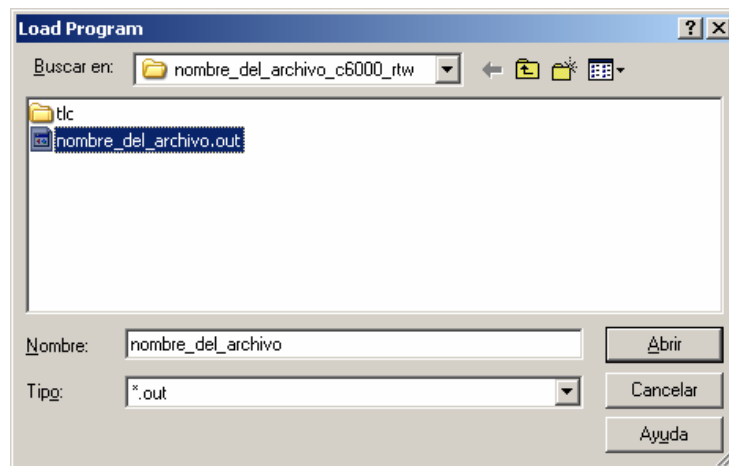 Load Program
Buscar en: nombre_del_archivo_c6000_rtw
tlc
nombre_del_archivo.out
Nombre: nombre_del_archivo Abrir
Tipo: *.out Cancelar
Ayuda